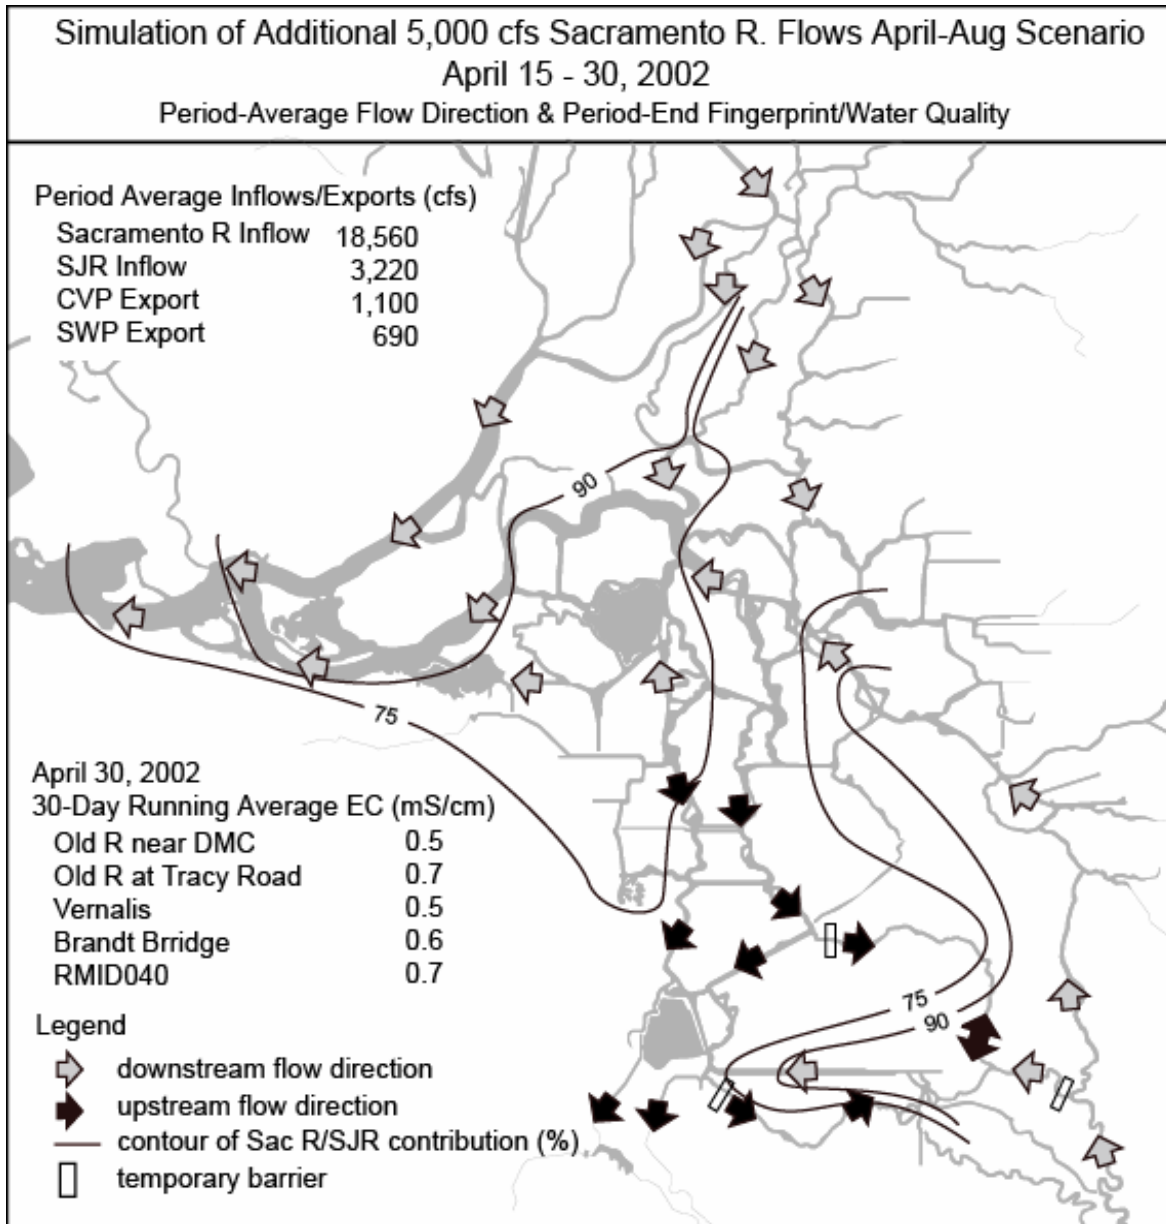 Simulation of Additional 5,000 cfs Sacramento R. Flows April-Aug Scenario
April 15 - 30, 2002
Period-Average Flow Direction & Period-End Fingerprint/Water Quality
Period Average Inflows/Exports (cfs)
Sacramento R Inflow 18,560
SJR Inflow 3,220
CVP Export 1,100
SWP Export 690
90
75
April 30, 2002
30-Day Running Average EC (mS/cm)
Old R near DMC 0.5
Old R at Tracy Road 0.7
Vernalis 0.5
Brandt Brridge 0.6
RMID040 0.7
75
90
Legend
downstream flow direction
upstream flow direction
contour of Sac R/SJR contribution (%)
temporary barrier